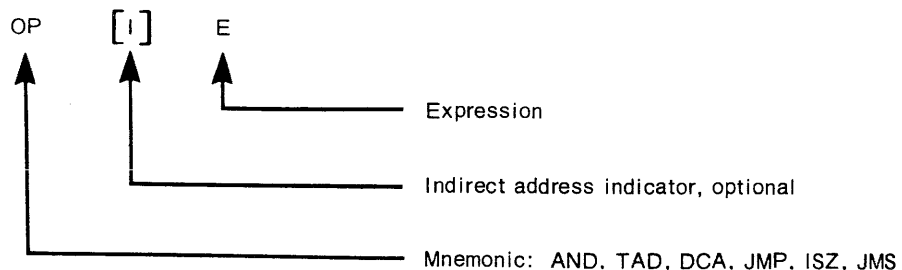 OP [I] E
Expression
Indirect address indicator, optional
Mnemonic: AND, TAD, DCA, JMP, ISZ, JMS